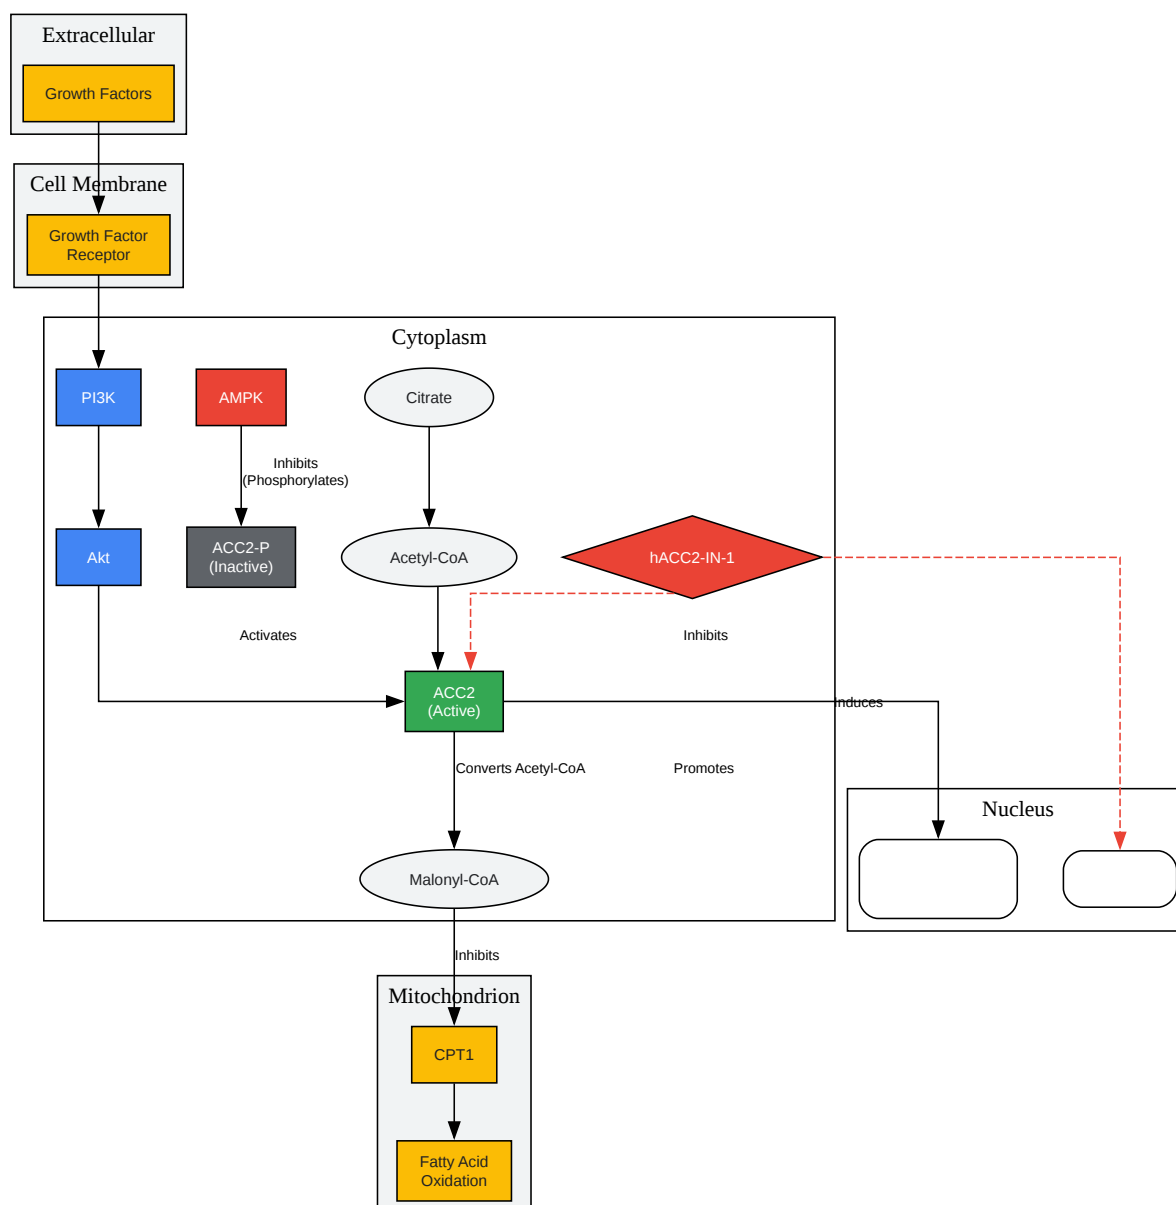 Extracellular
Growth Factors
Cell Membrane
Growth Factor
Receptor
Cytoplasm
PI3K
AMPK
Citrate
Inhibits
(Phosphorylates)
Akt
ACC2-P
(Inactive)
Acetyl-CoA
hACC2-IN-1
Activates
Inhibits
ACC2
(Active)
Induces
Converts Acetyl-CoA
Promotes
Nucleus
Malonyl-CoA
Inhibits
Mitochondrion
CPT1
Fatty Acid
Oxidation